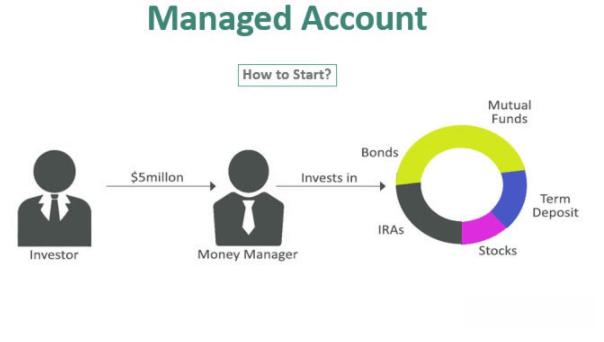 Managed Account
How to Start?
Mutual
Funds
Bonds
$5millon
Invests in
Term
Deposit
IRAs
Stocks
Investor
Money Manager